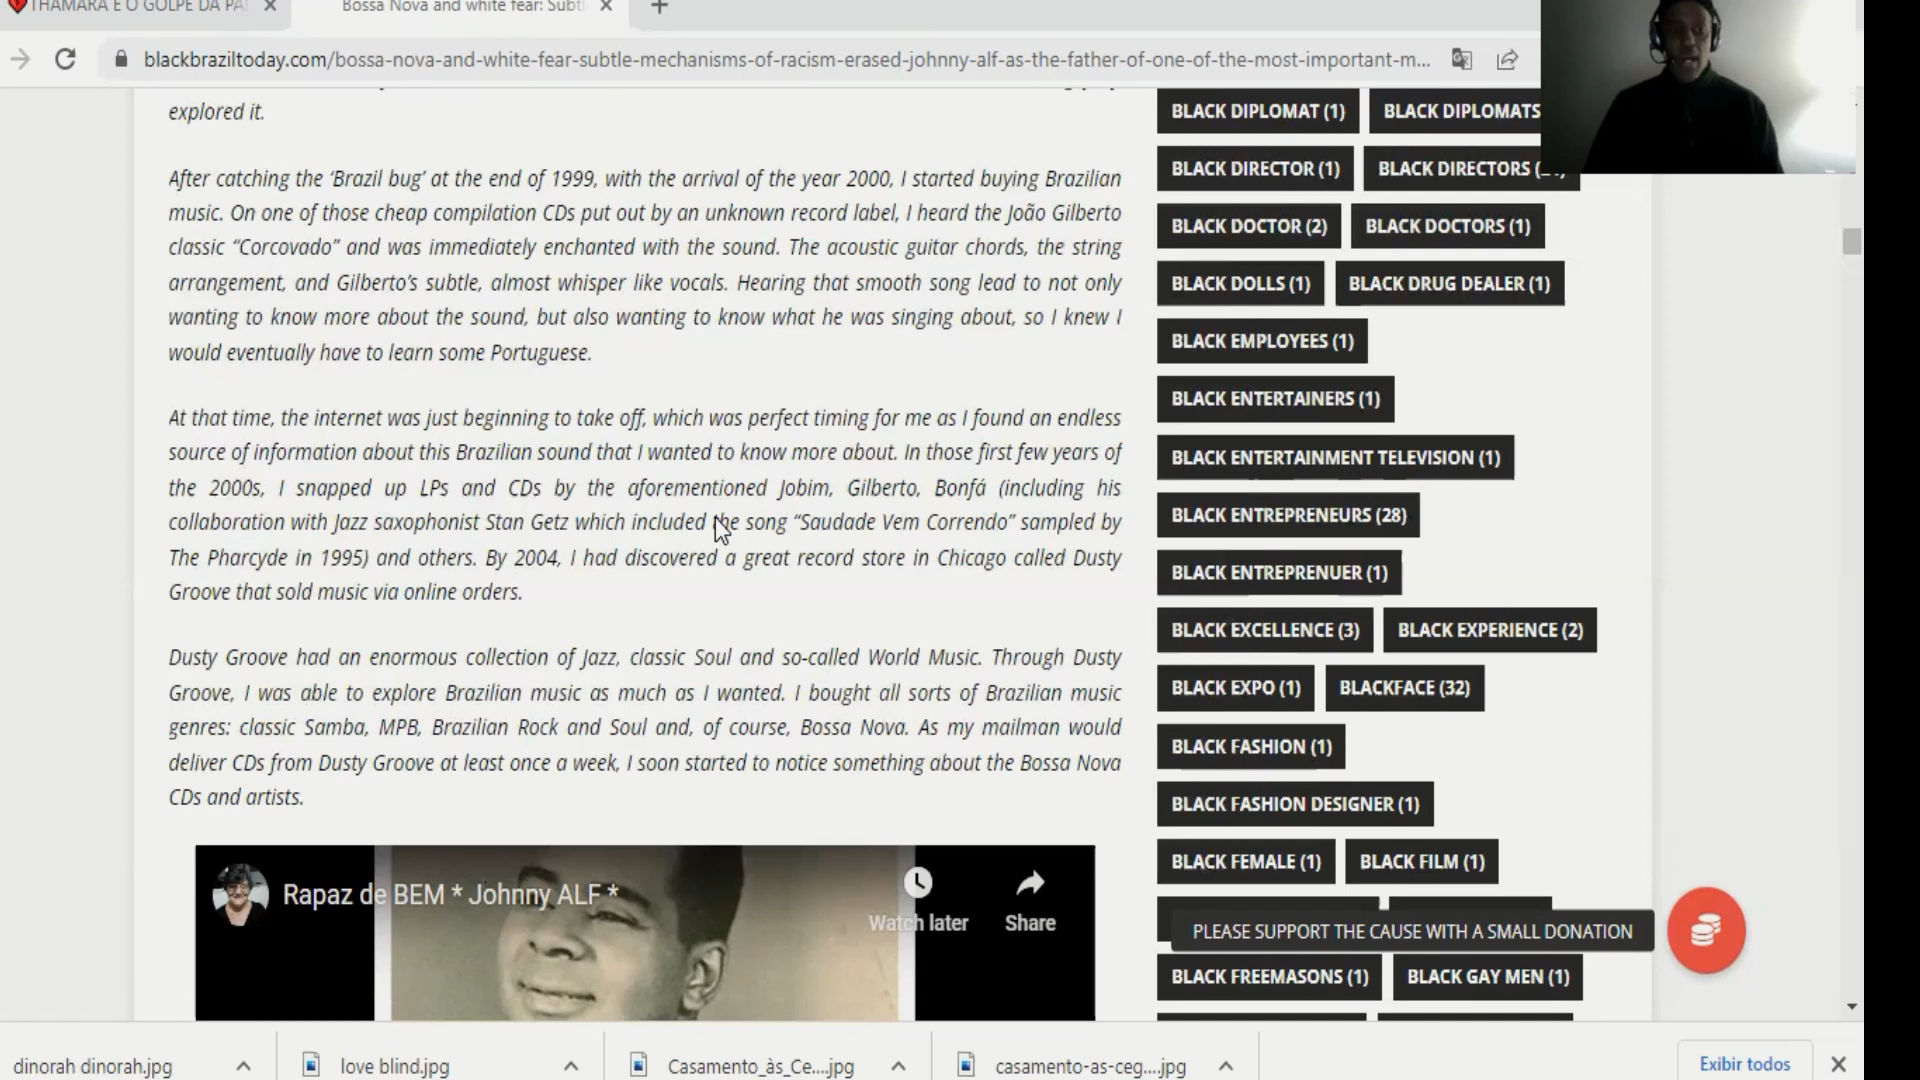 THAMARA E O GOLPE DA PA
Bossa Nova and white fear: Subt
blackbraziltoday.com/bossa-nova-and-white-fear-subtle-mechanisms-of-racism-erased-johnny-alf-as-the-father-of-one-of-the-most-important-m...
explored it.
After catching the ‘Brazil bug’ at the end of 1999, with the arrival of the year 2000, I started buying Brazilian
music. On one of those cheap compilation CDs put out by an unknown record label, I heard the João Gilberto
classic “Corcovado” and was immediately enchanted with the sound. The acoustic guitar chords, the string
arrangement, and Gilberto’s subtle, almost whisper like vocals. Hearing that smooth song lead to not only
wanting to know more about the sound, but also wanting to know what he was singing about, so I knew I
would eventually have to learn some Portuguese.
At that time, the internet was just beginning to take off, which was perfect timing for me as I found an endless
source of information about this Brazilian sound that I wanted to know more about. In those first few years of
the 2000s, I snapped up LPs and CDs by the aforementioned Jobim, Gilberto, Bonfá (including his
collaboration with Jazz saxophonist Stan Getz which included the song “Saudade Vem Correndo” sampled by
The Pharcyde in 1995) and others. By 2004, I had discovered a great record store in Chicago called Dusty
Groove that sold music via online orders.
Dusty Groove had an enormous collection of Jazz, classic Soul and so-called World Music. Through Dusty
Groove, I was able to explore Brazilian music as much as I wanted. I bought all sorts of Brazilian music
genres: classic Samba, MPB, Brazilian Rock and Soul and, of course, Bossa Nova. As my mailman would
deliver CDs from Dusty Groove at least once a week, I soon started to notice something about the Bossa Nova
CDs and artists.
Rapaz de BEM * Johnny ALF *
Watch later
Share
BLACK DIPLOMAT (1)
BLACK DIPLOMATS
BLACK DIRECTOR (1)
BLACK DIRECTORS
BLACK DOCTOR (2)
BLACK DOCTORS (1)
BLACK DOLLS (1)
BLACK DRUG DEALER (1)
BLACK EMPLOYEES (1)
BLACK ENTERTAINERS (1)
BLACK ENTERTAINMENT TELEVISION (1)
BLACK ENTREPRENEURS (28)
BLACK ENTREPRENUER (1)
BLACK EXCELLENCE (3)
BLACK EXPERIENCE (2)
BLACK EXPO (1)
BLACKFACE (32)
BLACK FASHION (1)
BLACK FASHION DESIGNER (1)
BLACK FEMALE (1)
BLACK FILM (1)
PLEASE SUPPORT THE CAUSE WITH A SMALL DONATION
BLACK FREEMASONS (1)
BLACK GAY MEN (1)
dinorah dinorah.jpg
love blind.jpg
Casamento_às_Ce....jpg
casamento-as-ceg....jpg
Exibir todos